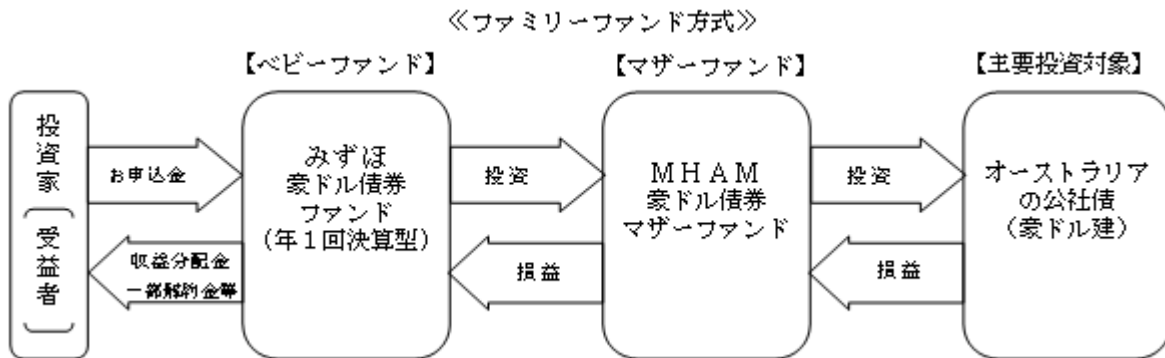 ≪ファミリーファンド方式≫
【ベビーファンド】
【マザーファンド】
【主要投資対象】
投資家
(受益者)
お申込金
収益分配金
一部解約金等
みずほ
豪ドル債券
ファンド
(年1回決算型)
投資
損益
MHAM
豪ドル債券
マザーファンド
投資
損益
オーストラリア
の公社債
(豪ドル建)